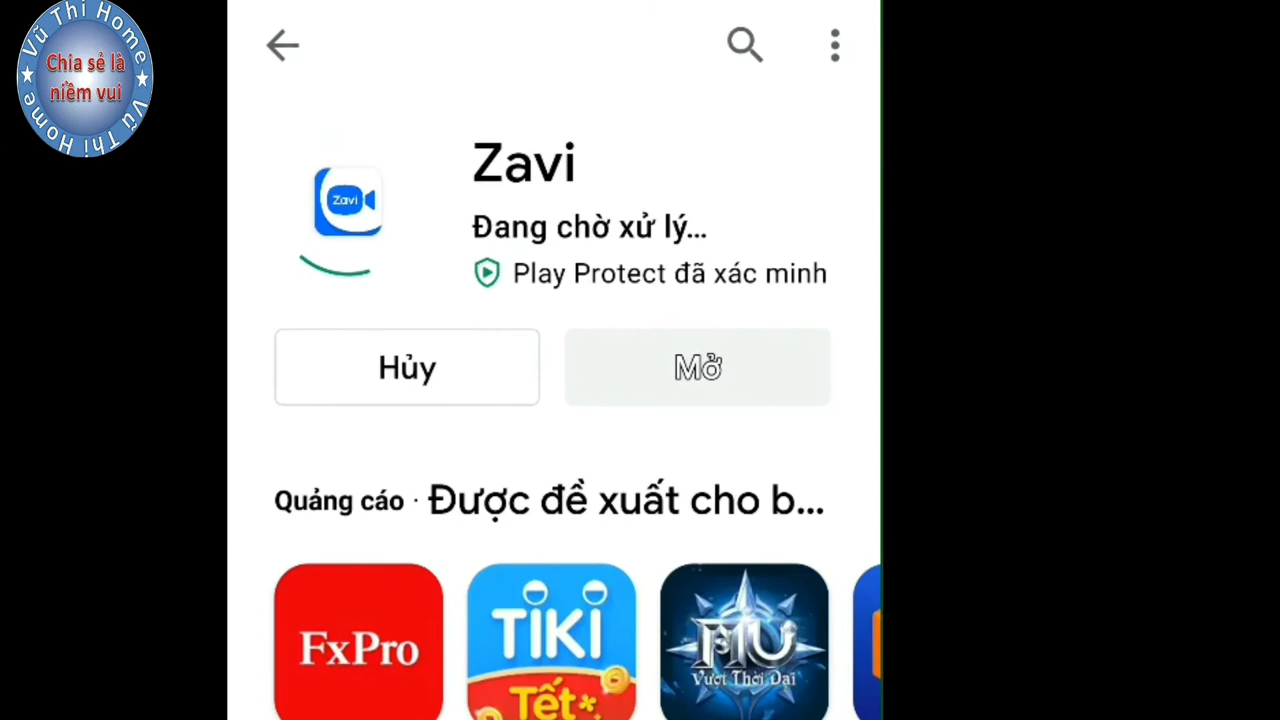 Vũ Thi Home
Chia sẻ là
niềm vui
Vũ Thi Home
Zavi
Zavi
Đang chờ xử lý...
Play Protect đã xác minh
Hủy
Mở
Quảng cáo · Được đề xuất cho b...
FxPro
TIKI
Tết
MU
Vượt Thời Đại